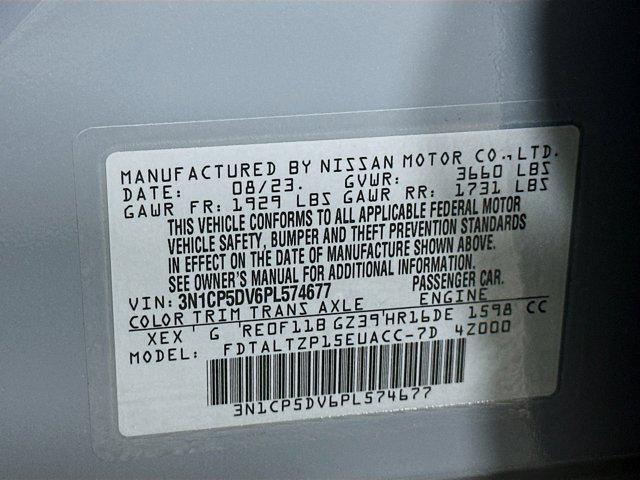 MANUFACTURED BY NISSAN MOTOR CO., LTD.
DATE: 08/23. GVWR: 3660 LBS
GAWR FR: 1929 LBS GAWR RR: 1731 LBS
THIS VEHICLE CONFORMS TO ALL APPLICABLE FEDERAL MOTOR
VEHICLE SAFETY, BUMPER AND THEFT PREVENTION STANDARDS
IN EFFECT ON THE DATE OF MANUFACTURE SHOWN ABOVE.
SEE OWNER'S MANUAL FOR ADDITIONAL INFORMATION.
VIN: 3N1CP5DV6PL574677 PASSENGER CAR.
COLOR TRIM TRANS AXLE ENGINE
XEX' G 'RE0F11B GZ39'HR16DE 1598 CC
MODEL: FDTALTZP15EUACC-7D 4Z000
3N1CP5DV6PL574677